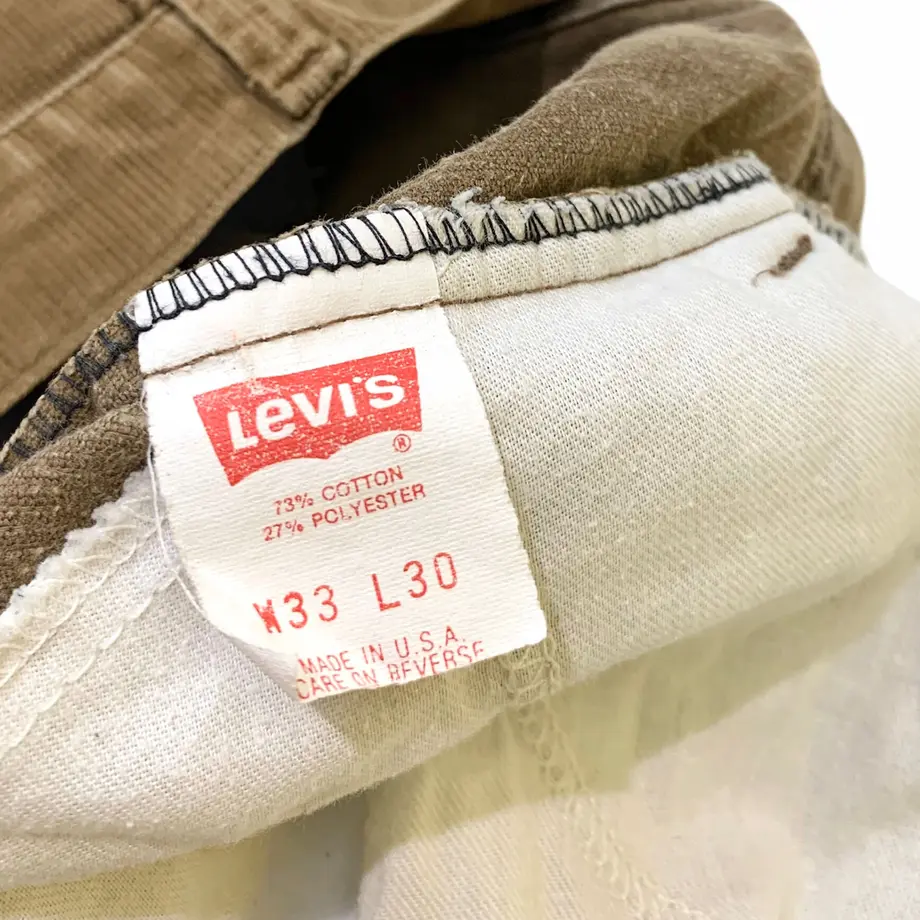 Levi's
®
73% COTTON
27% POLYESTER
W33 L30
MADE IN U.S.A.
CARE ON REVERSE